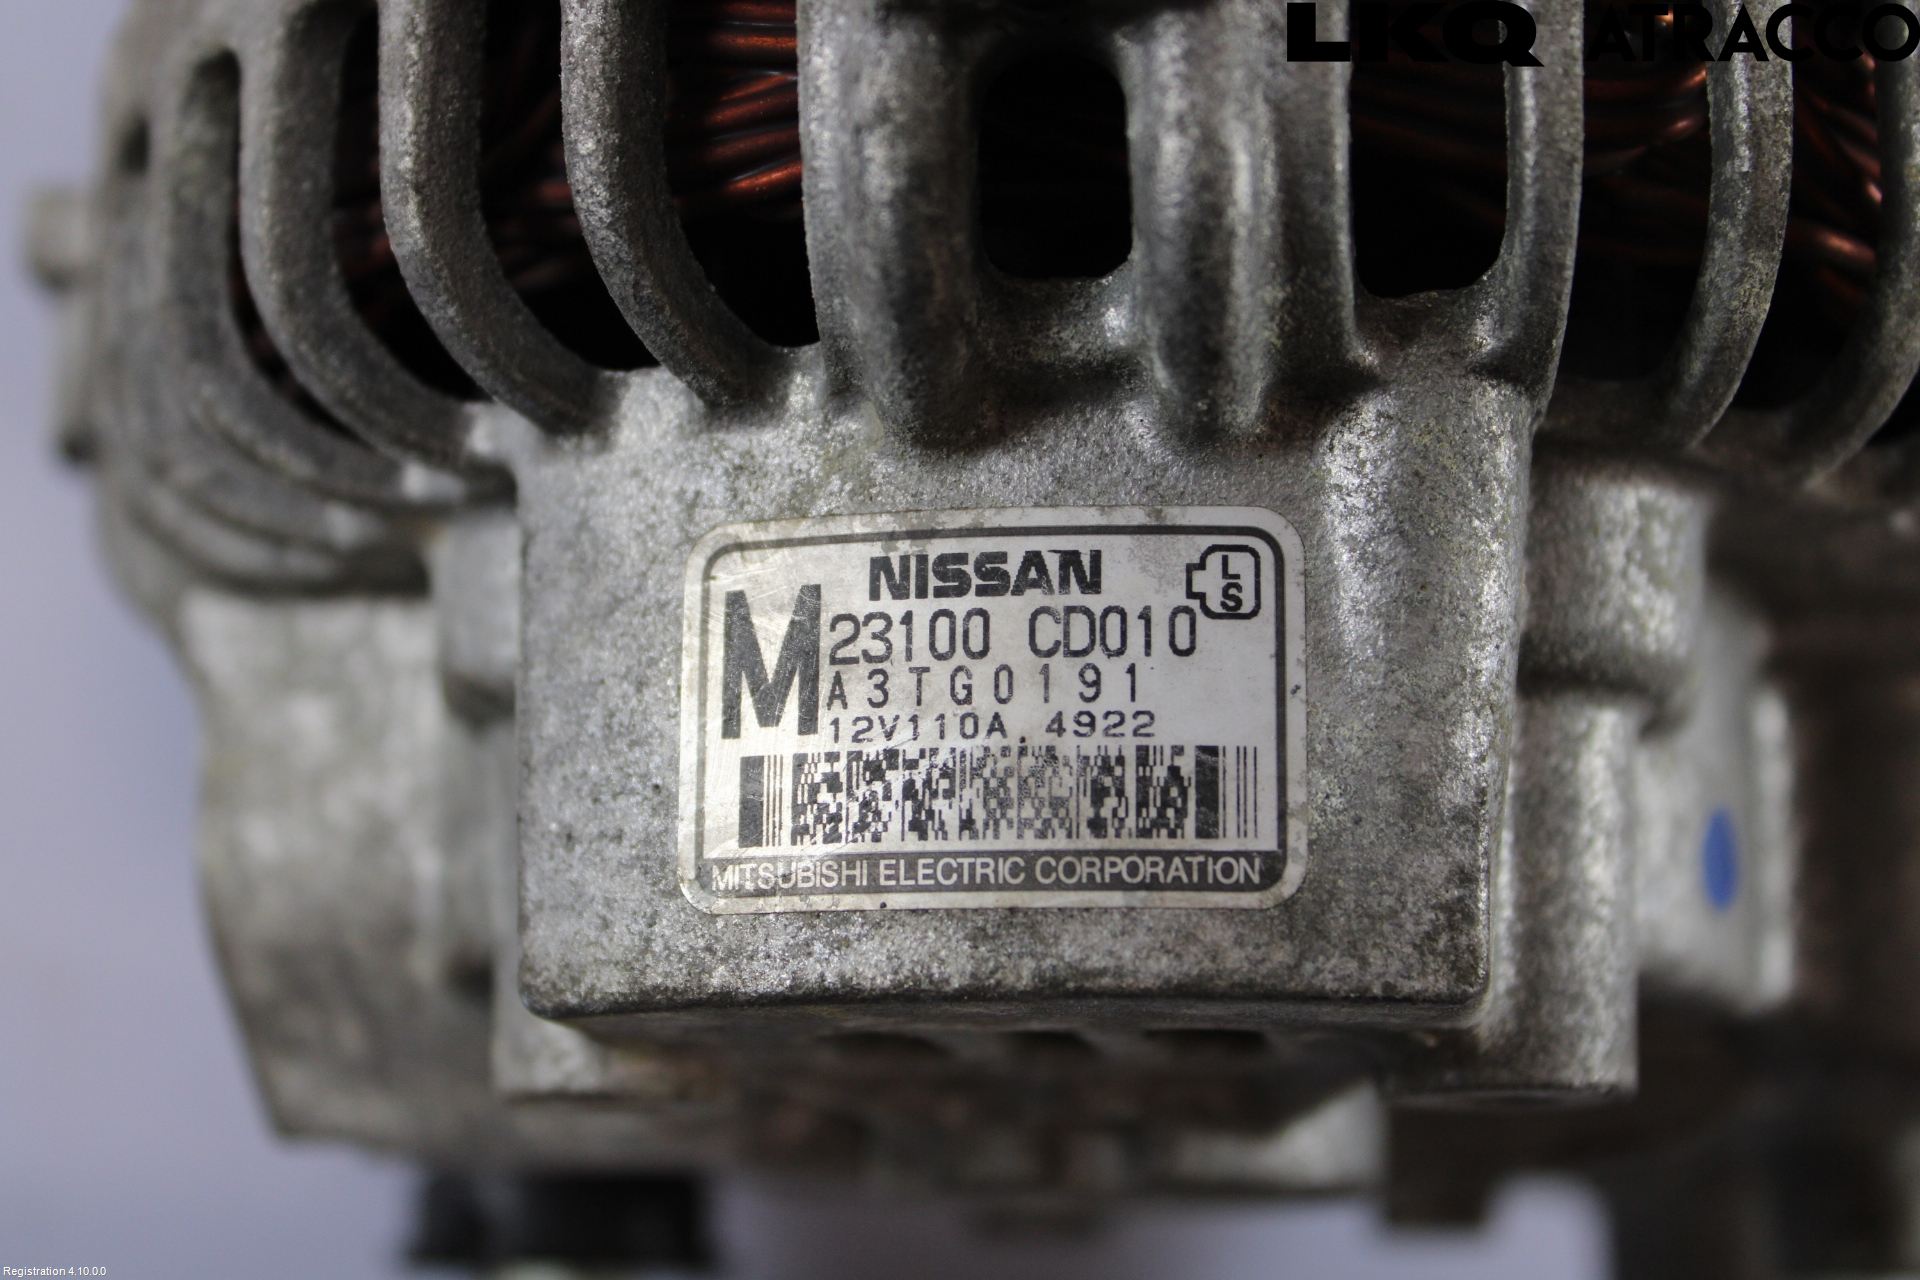 LKQ ATRACCO
NISSAN
L
S
M
23100 CD010
A3TG0191
12V110A 4922
MITSUBISHI ELECTRIC CORPORATION
Registration 4.10.0.0